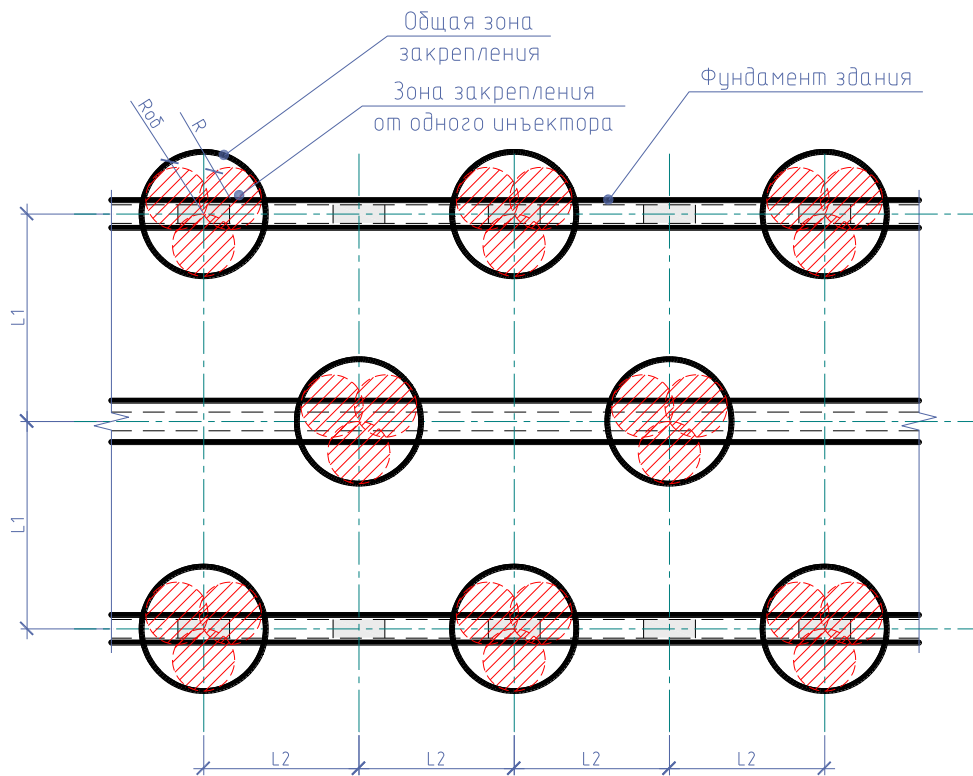 Общая зона
закрепления
Зона закрепления
от одного инъектора
Фундамент здания
Rоб
R
L1
L1
L2
L2
L2
L2